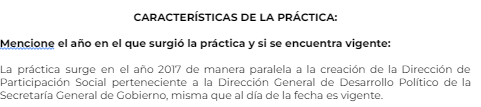 CARACTERÍSTICAS DE LA PRÁCTICA:
Mencione el año en el que surgió la práctica y si se encuentra vigente:
La práctica surge en el año 2017 de manera paralela a la creación de la Dirección de
Participación Social perteneciente a la Dirección General de Desarrollo Político de la
Secretaría General de Gobierno, misma que al día de la fecha es vigente.